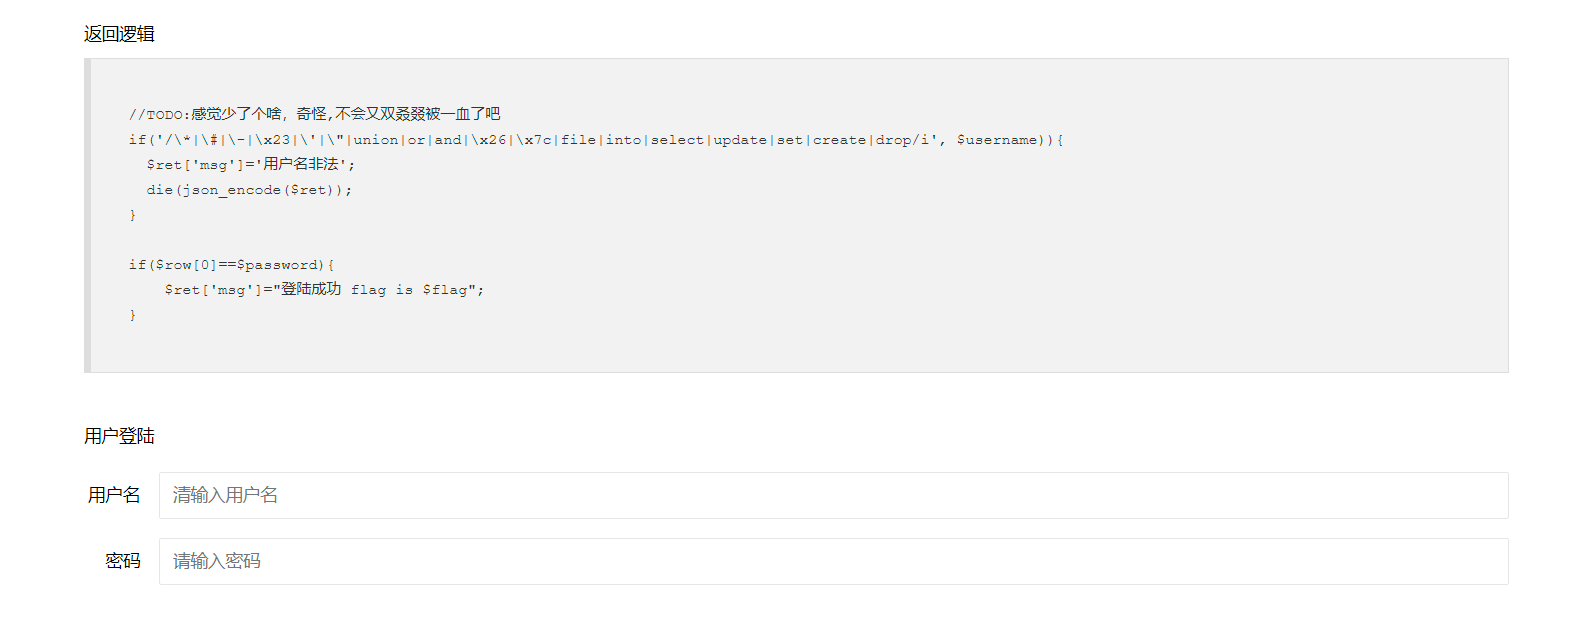 返回逻辑
//TODO:感觉少了个啥，奇怪,不会又双叒叕被一血了吧
if('/\*|\#|\-|\x23|\'|\"|union|or|and|\x26|\x7c|file|into|select|update|set|create|drop/i', $username)){
$ret['msg']='用户名非法';
die(json_encode($ret));
}
if($row[0]==$password){
$ret['msg']="登陆成功 flag is $flag";
}
用户登陆
用户名 清输入用户名
密码 请输入密码